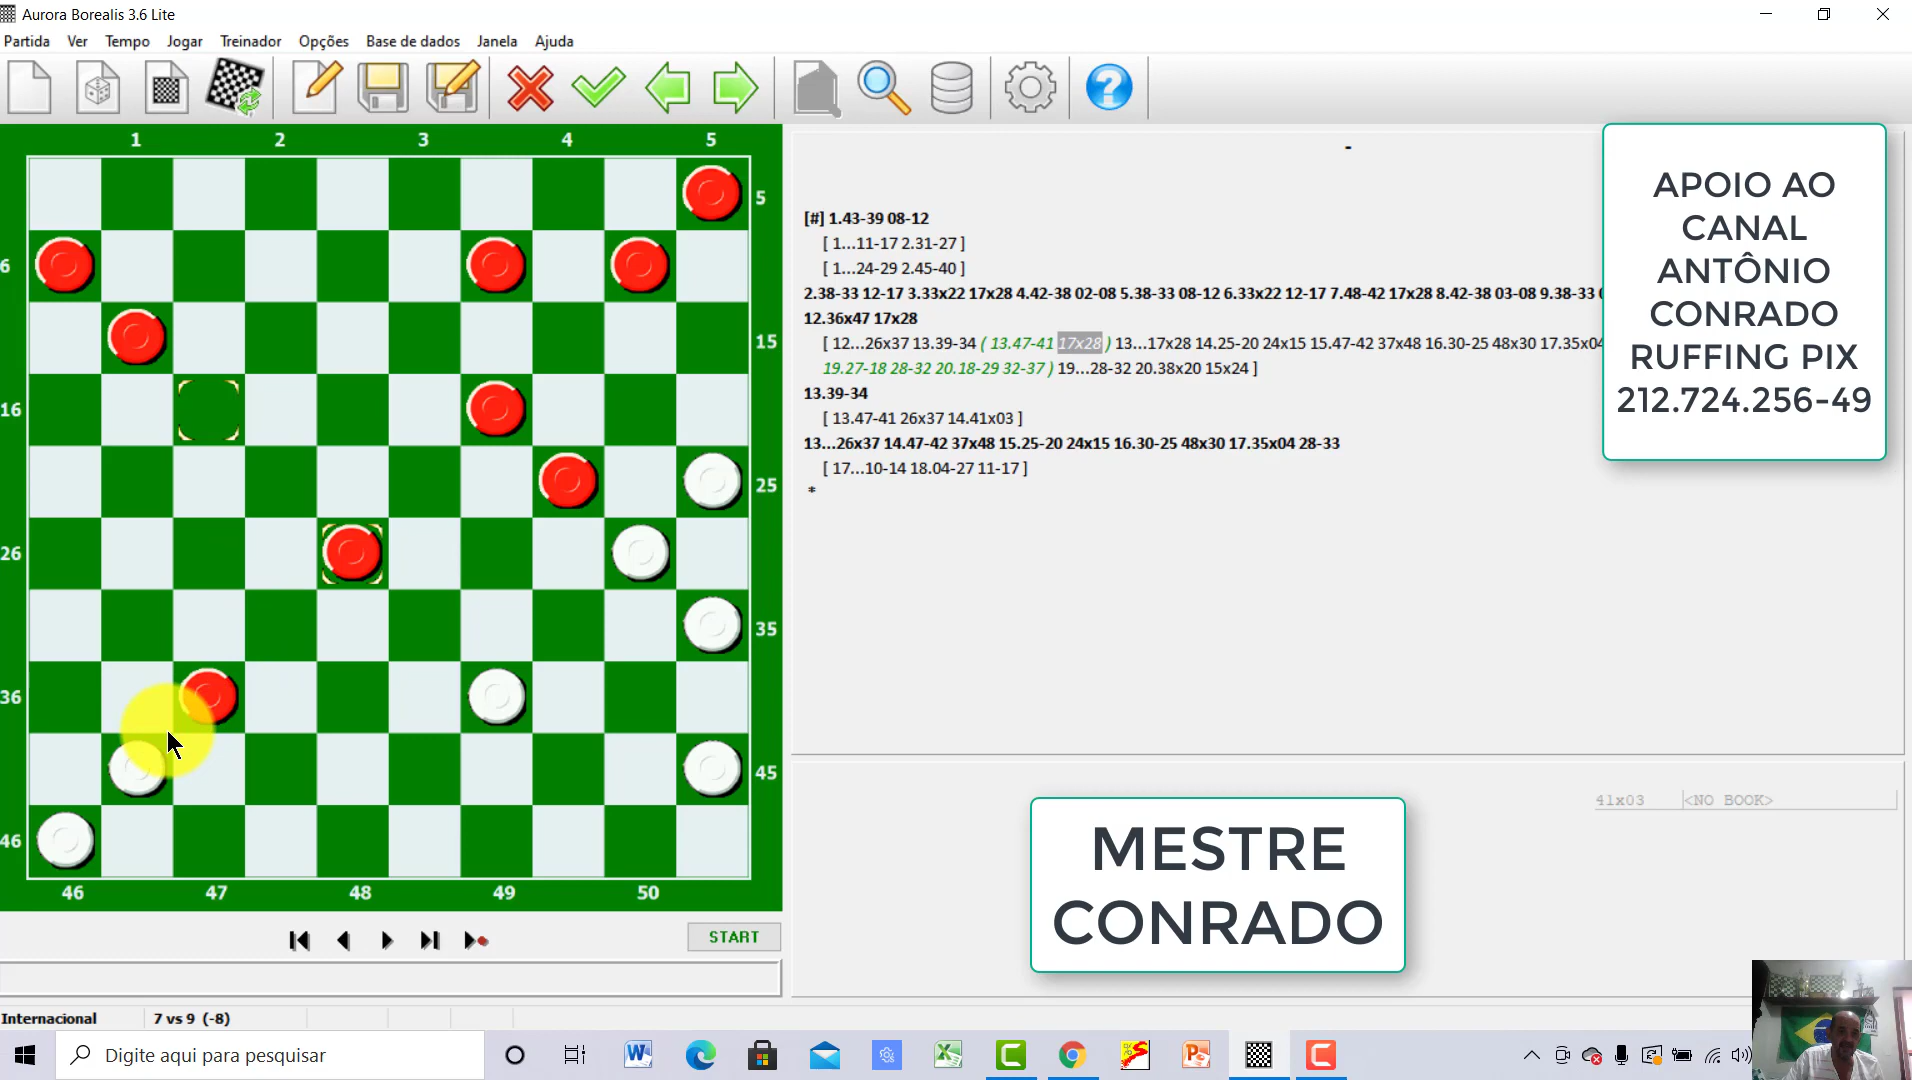 Aurora Borealis 3.6 Lite
Partida Ver Tempo Jogar Treinador Opções Base de dados Janela Ajuda
1 2 3 4 5
5
6
15
16
25
26
35
36
45
46
46 47 48 49 50
-
[#] 1.43-39 08-12
[ 1...11-17 2.31-27 ]
[ 1...24-29 2.45-40 ]
2.38-33 12-17 3.33x22 17x28 4.42-38 02-08 5.38-33 08-12 6.33x22 12-17 7.48-42 17x28 8.42-38 03-08 9.38-33
12.36x47 17x28
[ 12...26x37 13.39-34 ( 13.47-41 17x28 ) 13...17x28 14.25-20 24x15 15.47-42 37x48 16.30-25 48x30 17.35x04
19.27-18 28-32 20.18-29 32-37 ) 19...28-32 20.38x20 15x24 ]
13.39-34
[ 13.47-41 26x37 14.41x03 ]
13...26x37 14.47-42 37x48 15.25-20 24x15 16.30-25 48x30 17.35x04 28-33
[ 17...10-14 18.04-27 11-17 ]
*
APOIO AO
CANAL
ANTÔNIO
CONRADO
RUFFING PIX
212.724.256-49
41x03 <NO BOOK>
MESTRE
CONRADO
START
Internacional 7 vs 9 (-8)
Digite aqui para pesquisar